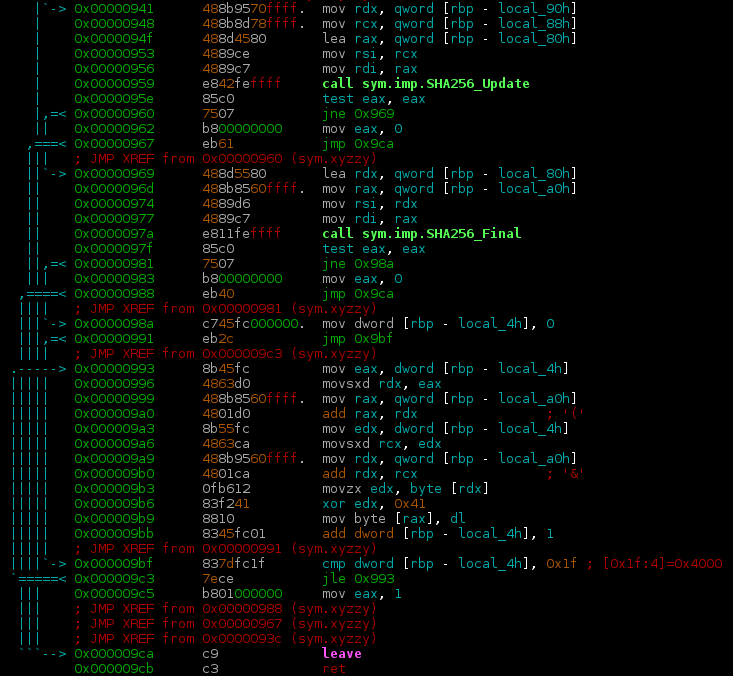 |`-> 0x00000941 488b9570ffff. mov rdx, qword [rbp - local_90h]
| 0x00000948 488b8d78ffff. mov rcx, qword [rbp - local_88h]
| 0x0000094f 488d4580 lea rax, qword [rbp - local_80h]
| 0x00000953 4889ce mov rsi, rcx
| 0x00000956 4889c7 mov rdi, rax
| 0x00000959 e842feffff call sym.imp.SHA256_Update
| 0x0000095e 85c0 test eax, eax
|,=< 0x00000960 7507 jne 0x969
|| 0x00000962 b800000000 mov eax, 0
,===< 0x00000967 eb61 jmp 0x9ca
||| ; JMP XREF from 0x00000960 (sym.xyzzy)
||`-> 0x00000969 488d5580 lea rdx, qword [rbp - local_80h]
|| 0x0000096d 488b8560ffff. mov rax, qword [rbp - local_a0h]
|| 0x00000974 4889d6 mov rsi, rdx
|| 0x00000977 4889c7 mov rdi, rax
|| 0x0000097a e811feffff call sym.imp.SHA256_Final
|| 0x0000097f 85c0 test eax, eax
||,=< 0x00000981 7507 jne 0x98a
||| 0x00000983 b800000000 mov eax, 0
,====< 0x00000988 eb40 jmp 0x9ca
|||| ; JMP XREF from 0x00000981 (sym.xyzzy)
|||`-> 0x0000098a c745fc000000. mov dword [rbp - local_4h], 0
|||,=< 0x00000991 eb2c jmp 0x9bf
|||| ; JMP XREF from 0x000009c3 (sym.xyzzy)
.-----> 0x00000993 8b45fc mov eax, dword [rbp - local_4h]
||||| 0x00000996 4863d0 movsxd rdx, eax
||||| 0x00000999 488b8560ffff. mov rax, qword [rbp - local_a0h]
||||| 0x000009a0 4801d0 add rax, rdx ; '('
||||| 0x000009a3 8b55fc mov edx, dword [rbp - local_4h]
||||| 0x000009a6 4863ca movsxd rcx, edx
||||| 0x000009a9 488b9560ffff. mov rdx, qword [rbp - local_a0h]
||||| 0x000009b0 4801ca add rdx, rcx ; '&'
||||| 0x000009b3 0fb612 movzx edx, byte [rdx]
||||| 0x000009b6 83f241 xor edx, 0x41
||||| 0x000009b9 8810 mov byte [rax], dl
||||| 0x000009bb 8345fc01 add dword [rbp - local_4h], 1
||||| ; JMP XREF from 0x00000991 (sym.xyzzy)
||||`-> 0x000009bf 837dfc1f cmp dword [rbp - local_4h], 0x1f ; [0x1f:4]=0x4000
`=====< 0x000009c3 7ece jle 0x993
||| 0x000009c5 b801000000 mov eax, 1
||| ; JMP XREF from 0x00000988 (sym.xyzzy)
||| ; JMP XREF from 0x00000967 (sym.xyzzy)
||| ; JMP XREF from 0x0000093c (sym.xyzzy)
```--> 0x000009ca c9 leave
0x000009cb c3 ret